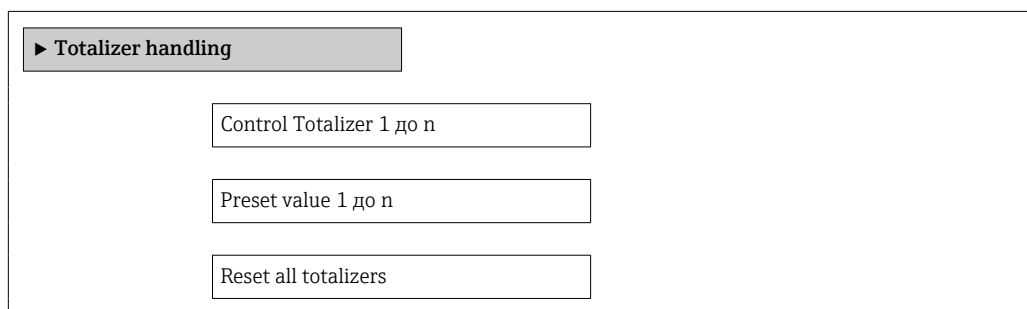 ▶ Totalizer handling
Control Totalizer 1 до n
Preset value 1 до n
Reset all totalizers